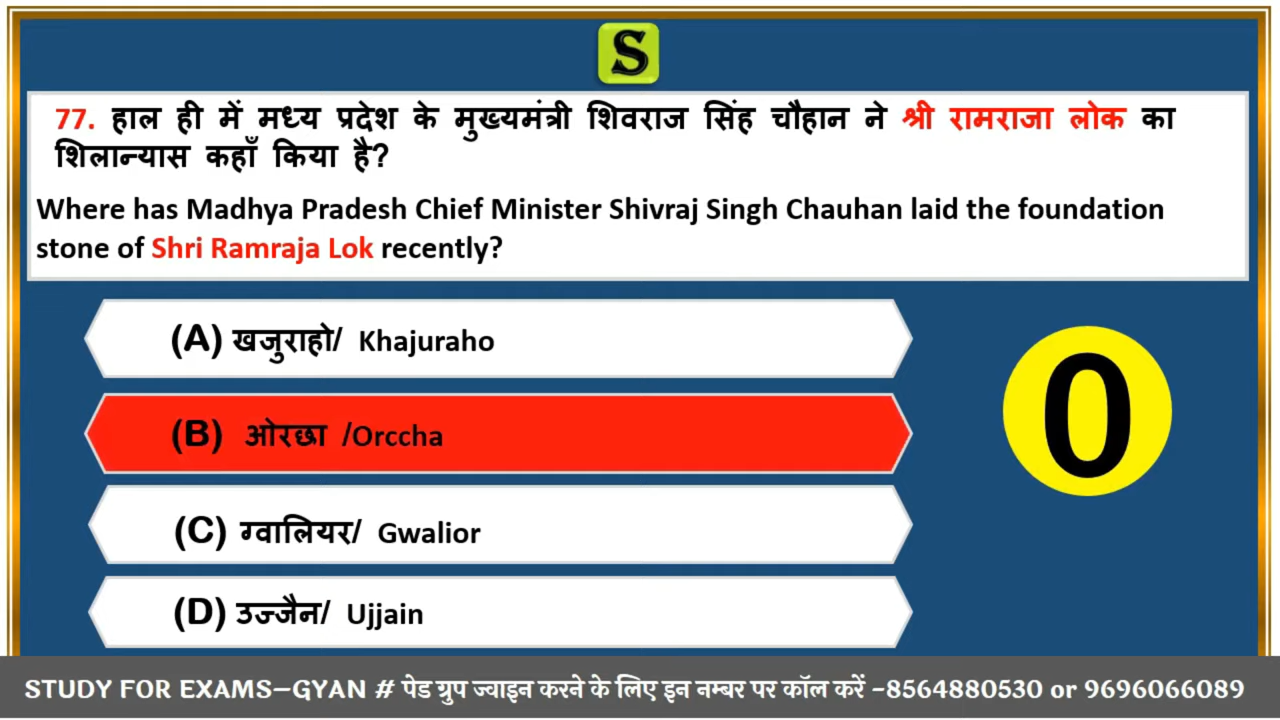 S
77. हाल ही में मध्य प्रदेश के मुख्यमंत्री शिवराज सिंह चौहान ने श्री रामराजा लोक का
शिलान्यास कहाँ किया है?
Where has Madhya Pradesh Chief Minister Shivraj Singh Chauhan laid the foundation
stone of Shri Ramraja Lok recently?
(A) खजुराहो/ Khajuraho
(B) ओरछा /Orccha
0
(C) ग्वालियर/ Gwalior
(D) उज्जैन/ Ujjain
STUDY FOR EXAMS–GYAN # पेड ग्रुप ज्वाइन करने के लिए इन नम्बर पर कॉल करें -8564880530 or 9696066089